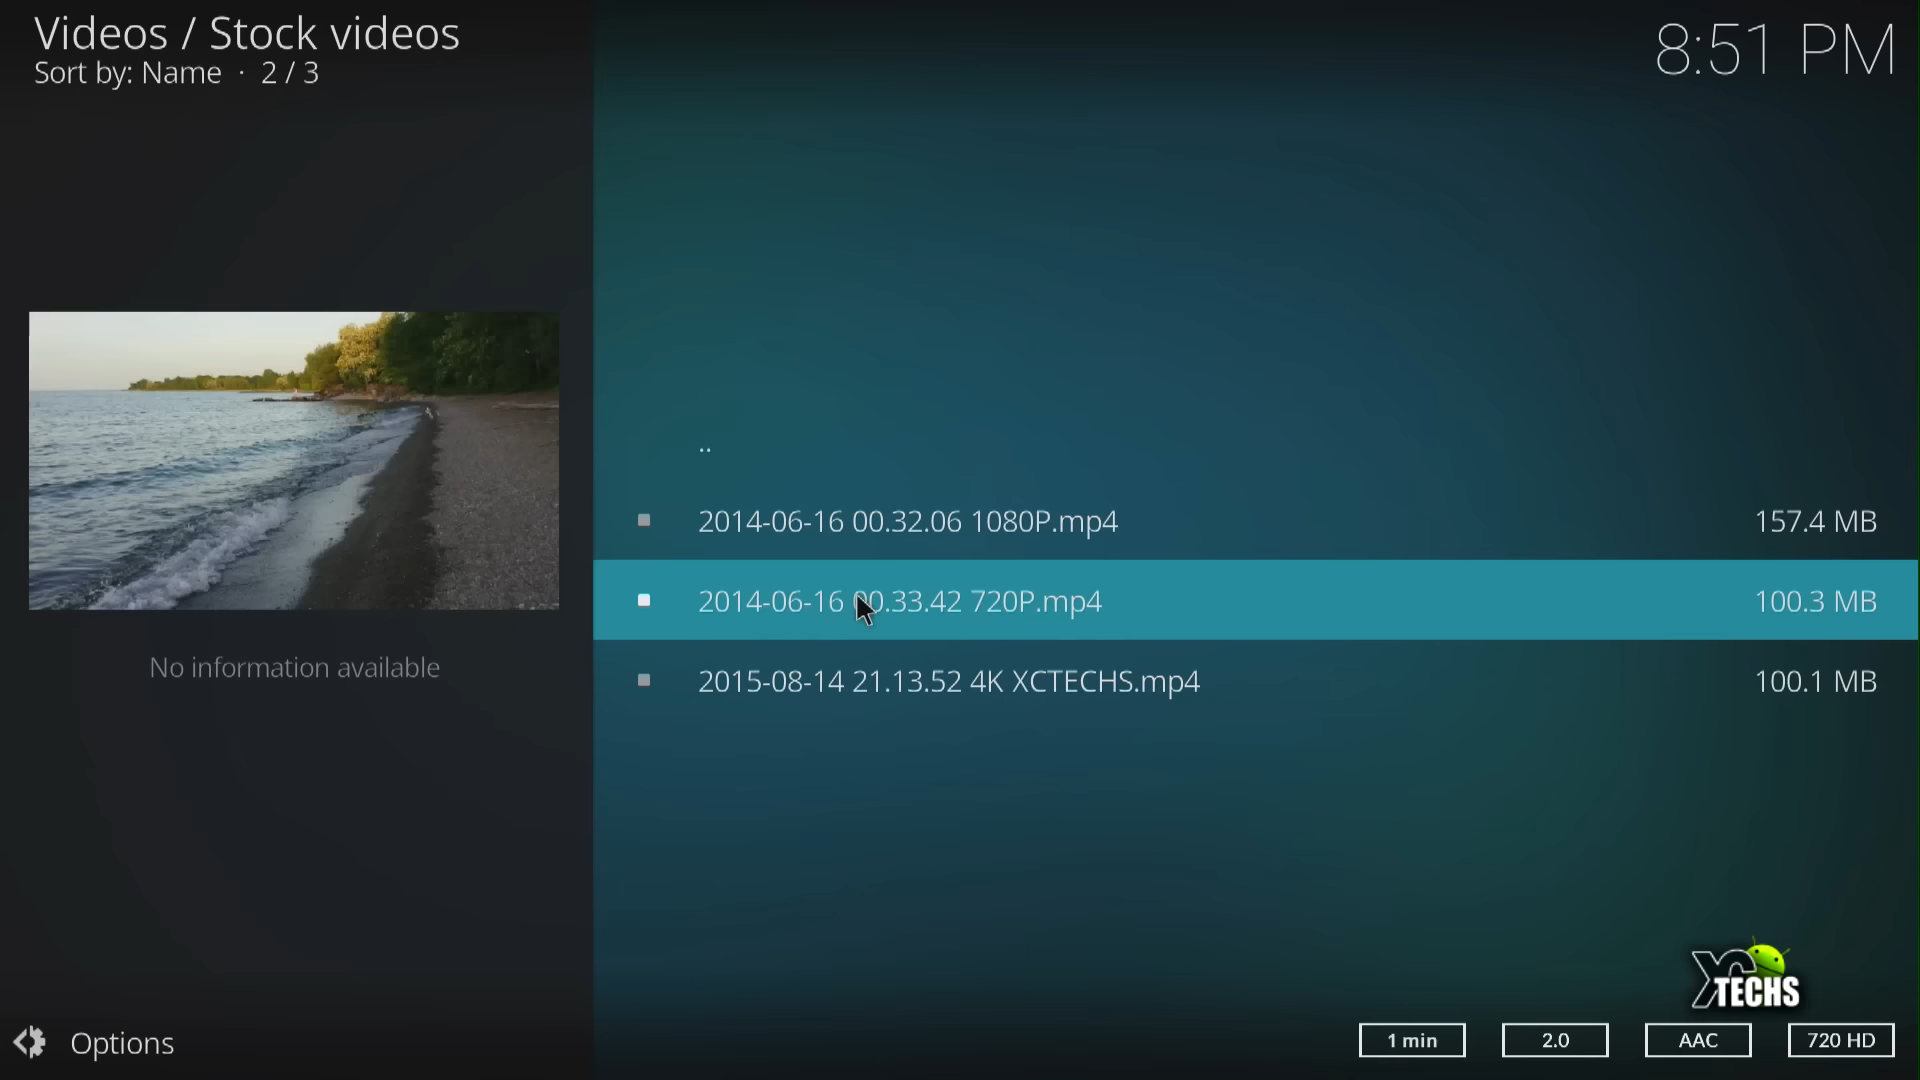 Videos / Stock videos
Sort by: Name · 2 / 3
8:51 PM
..
2014-06-16 00.32.06 1080P.mp4 157.4 MB
2014-06-16 00.33.42 720P.mp4 100.3 MB
2015-08-14 21.13.52 4K XCTECHS.mp4 100.1 MB
No information available
XCTECHS
Options
1 min 2.0 AAC 720 HD